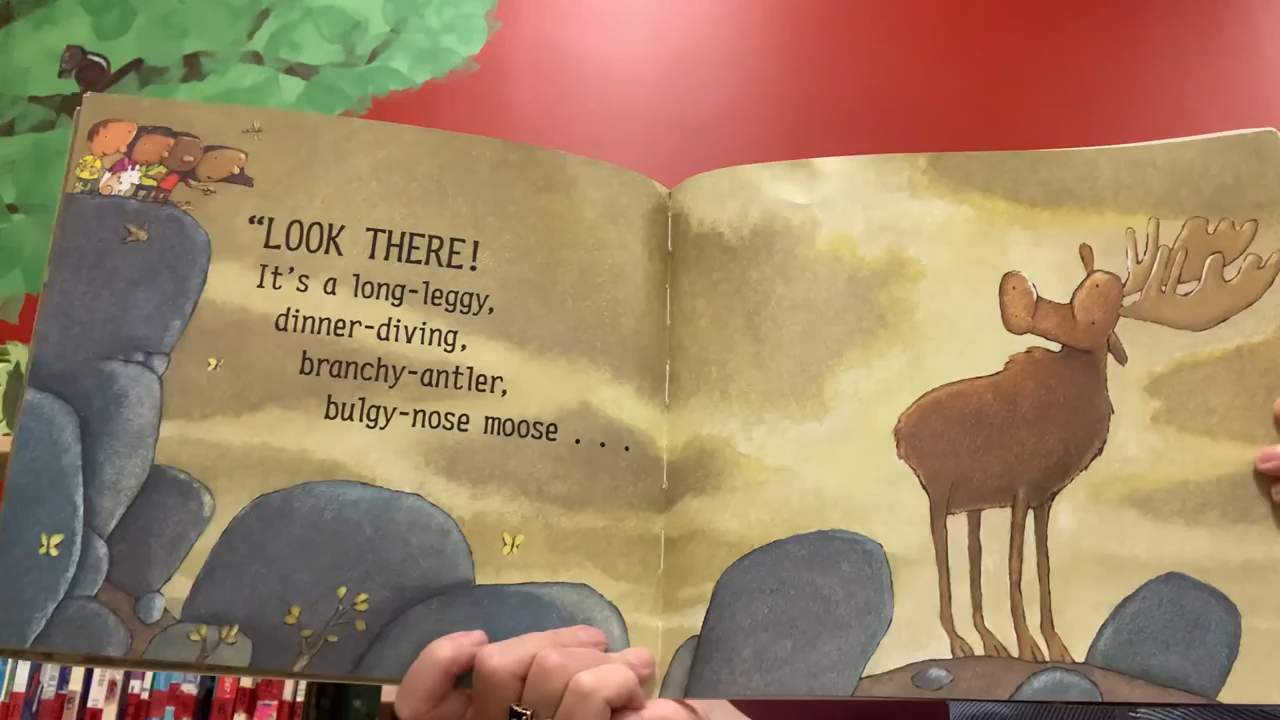 “LOOK THERE!
It’s a long-leggy,
dinner-diving,
branchy-antler,
bulgy-nose moose . . .